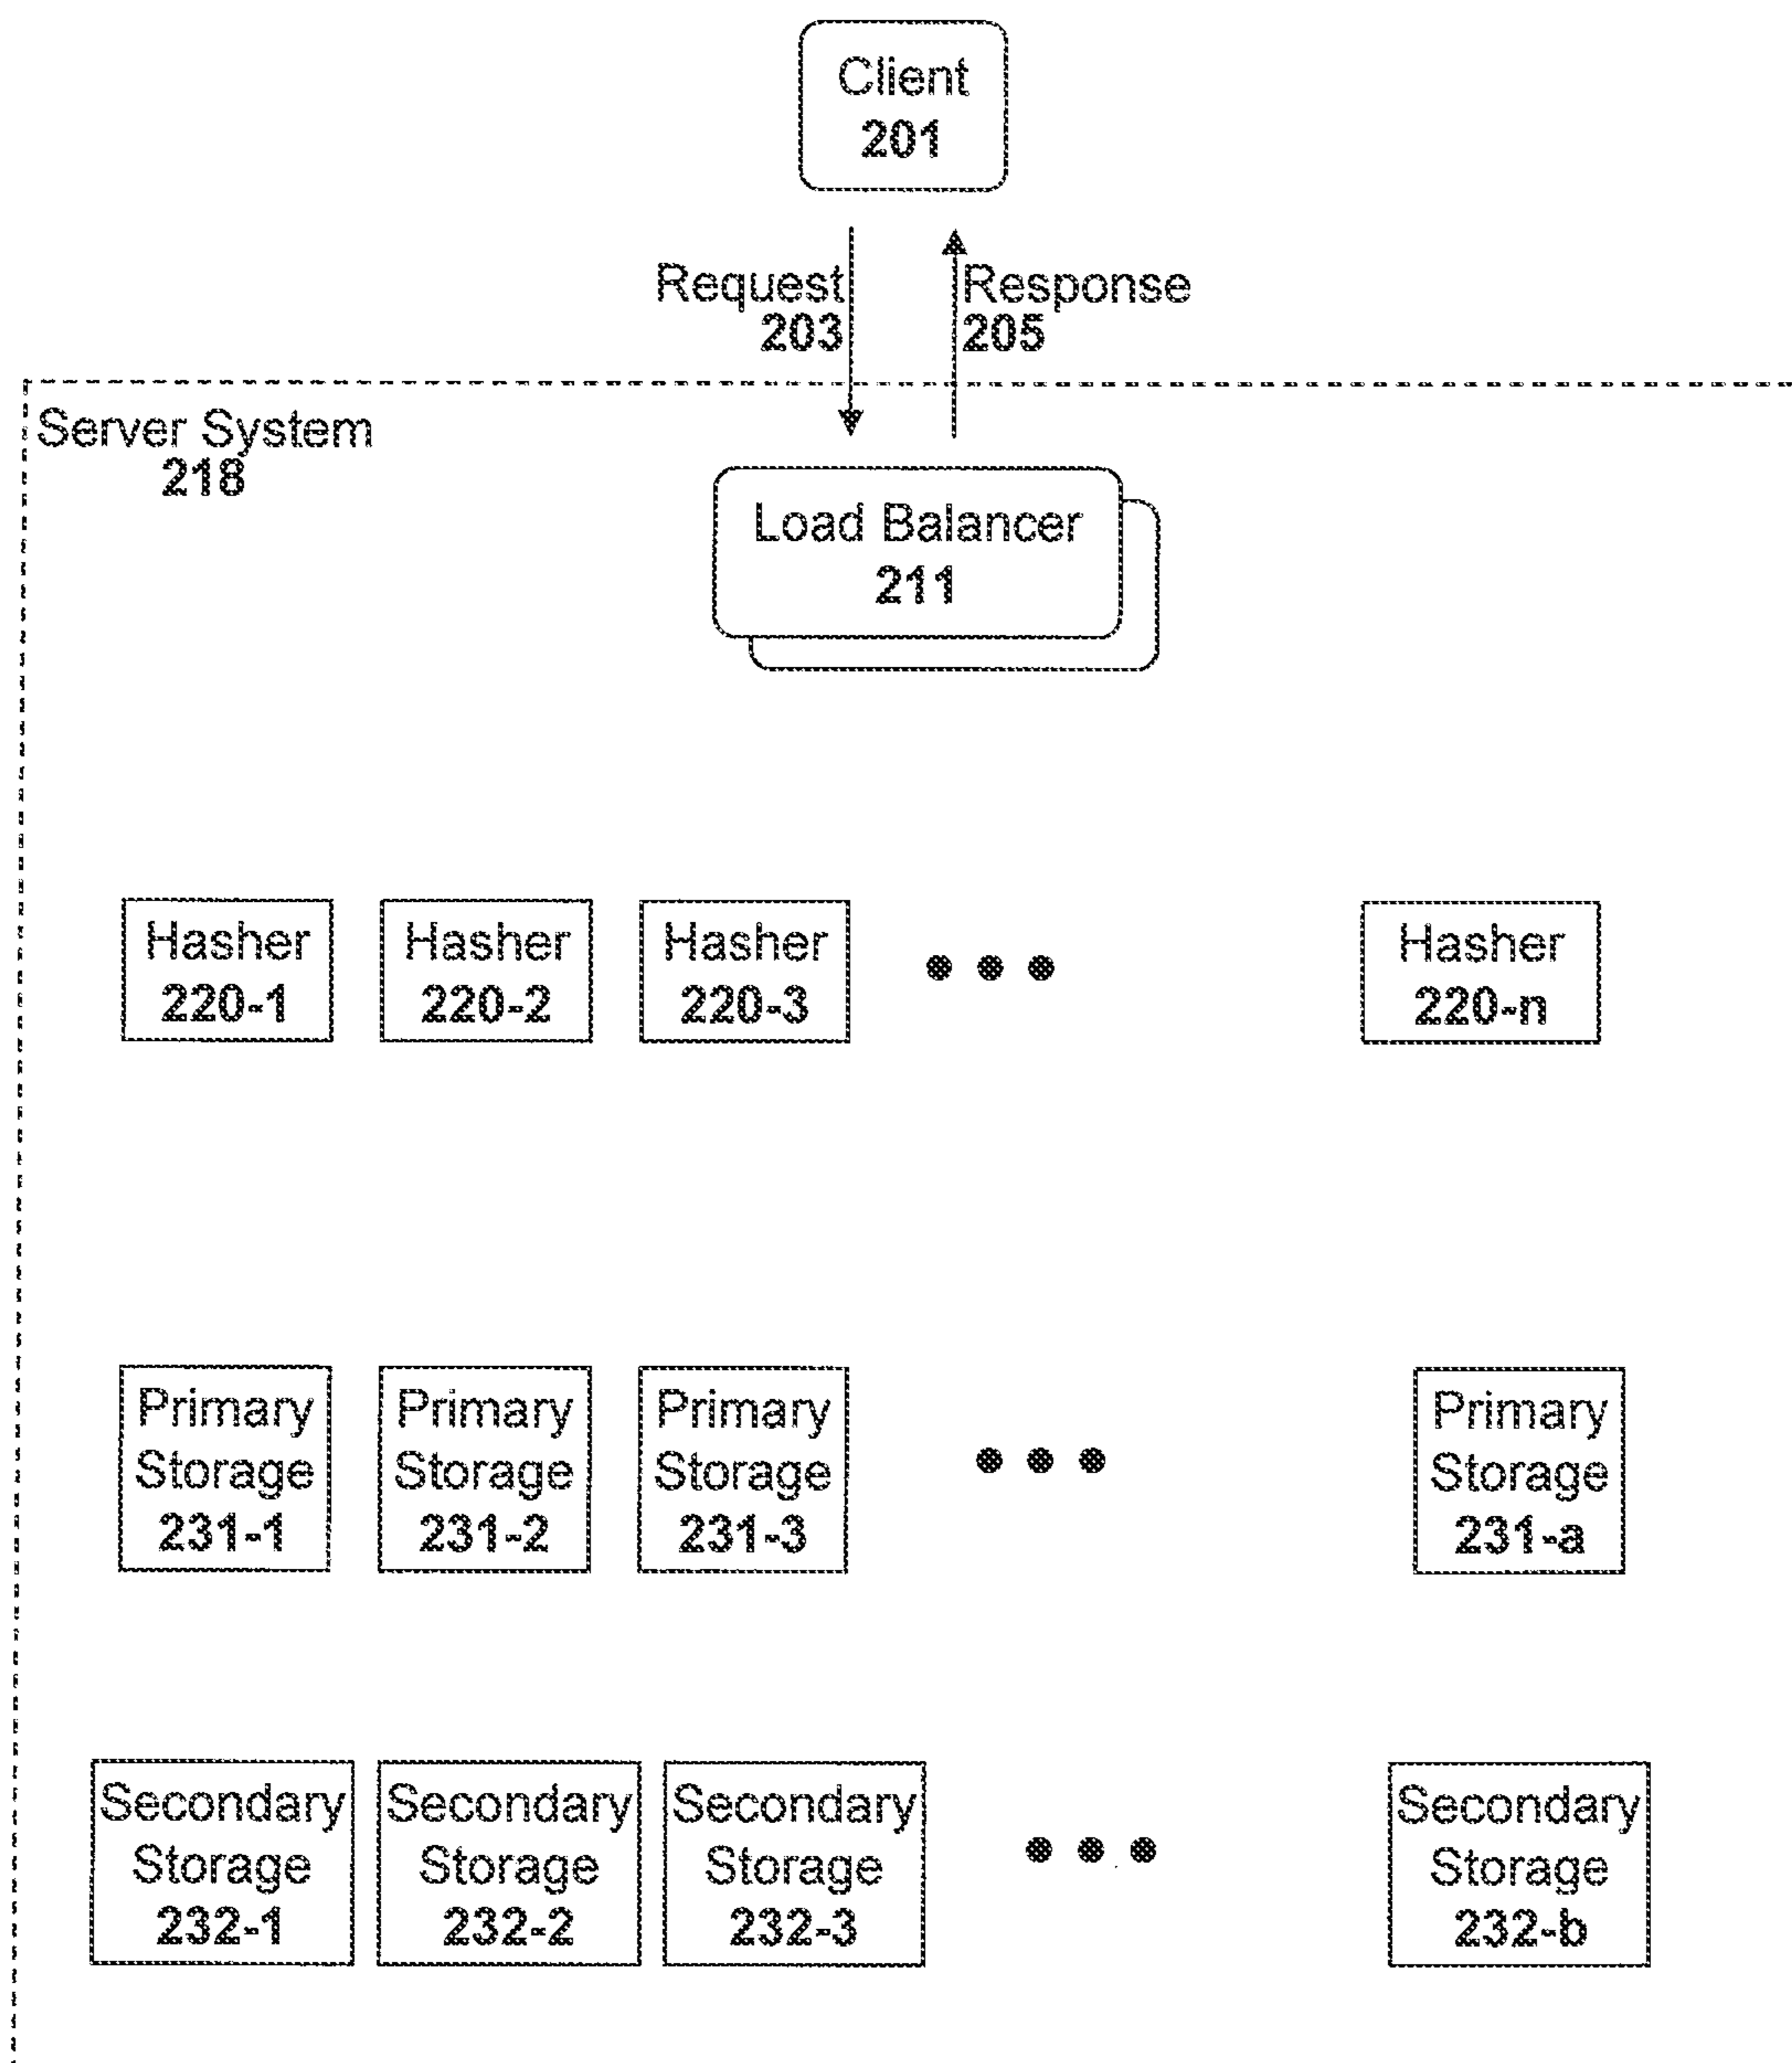 Client
201
Request
203
Response
205
Server System
218
Load Balancer
211
Hasher
220-1
Hasher
220-2
Hasher
220-3
Hasher
220-n
Primary
Storage
231-1
Primary
Storage
231-2
Primary
Storage
231-3
Primary
Storage
231-a
Secondary
Storage
232-1
Secondary
Storage
232-2
Secondary
Storage
232-3
Secondary
Storage
232-b